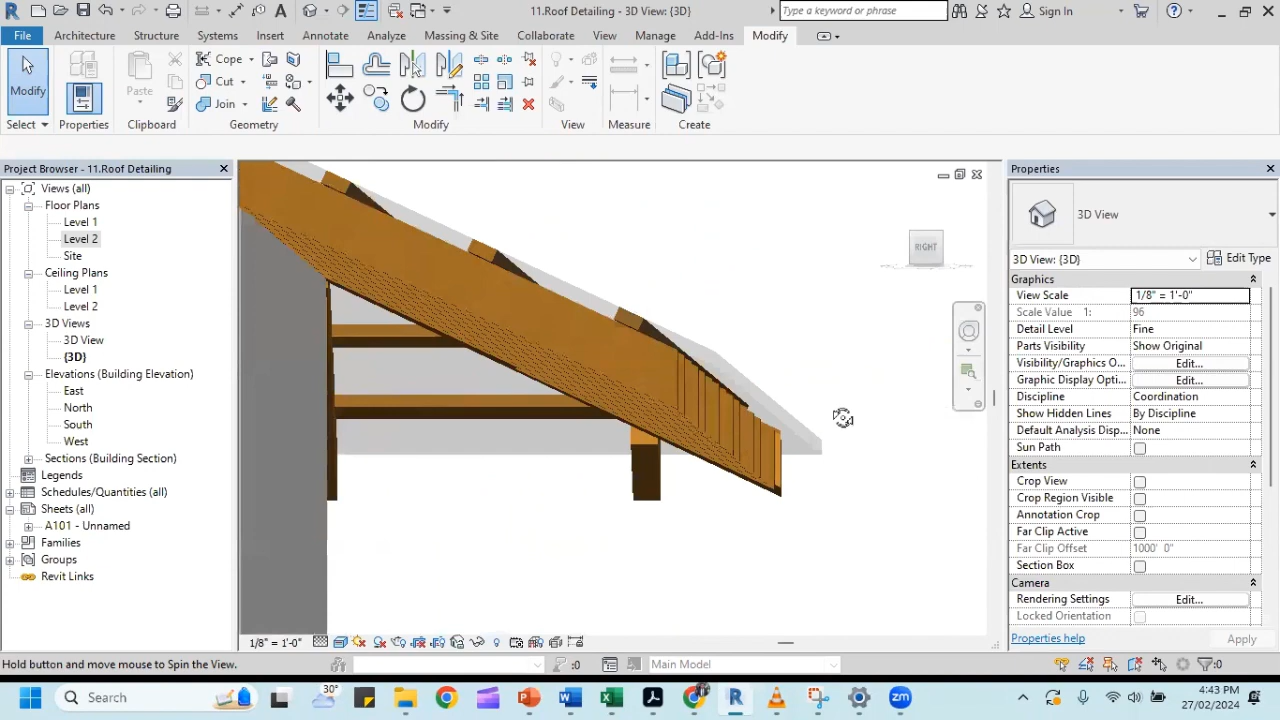 11.Roof Detailing - 3D View: {3D}
Type a keyword or phrase
Sign In
File Architecture Structure Systems Insert Annotate Analyze Massing & Site Collaborate View Manage Add-Ins Modify
Modify
Select
Properties
Paste
Clipboard
Cope
Cut
Join
Geometry
Modify
View
Measure
Create
Project Browser - 11.Roof Detailing
Views (all)
Floor Plans
Level 1
Level 2
Site
Ceiling Plans
Level 1
Level 2
3D Views
3D View
{3D}
Elevations (Building Elevation)
East
North
South
West
Sections (Building Section)
Legends
Schedules/Quantities (all)
Sheets (all)
A101 - Unnamed
Families
Groups
Revit Links
RIGHT
Properties
3D View
3D View: {3D} Edit Type
Graphics
View Scale 1/8" = 1'-0"
Scale Value 1: 96
Detail Level Fine
Parts Visibility Show Original
Visibility/Graphics O... Edit...
Graphic Display Opti... Edit...
Discipline Coordination
Show Hidden Lines By Discipline
Default Analysis Disp... None
Sun Path
Extents
Crop View
Crop Region Visible
Annotation Crop
Far Clip Active
Far Clip Offset 1000' 0"
Section Box
Camera
Rendering Settings Edit...
Locked Orientation
Properties help Apply
1/8" = 1'-0"
Hold button and move mouse to Spin the View.
:0
Main Model
:0
Search
30°
4:43 PM
27/02/2024